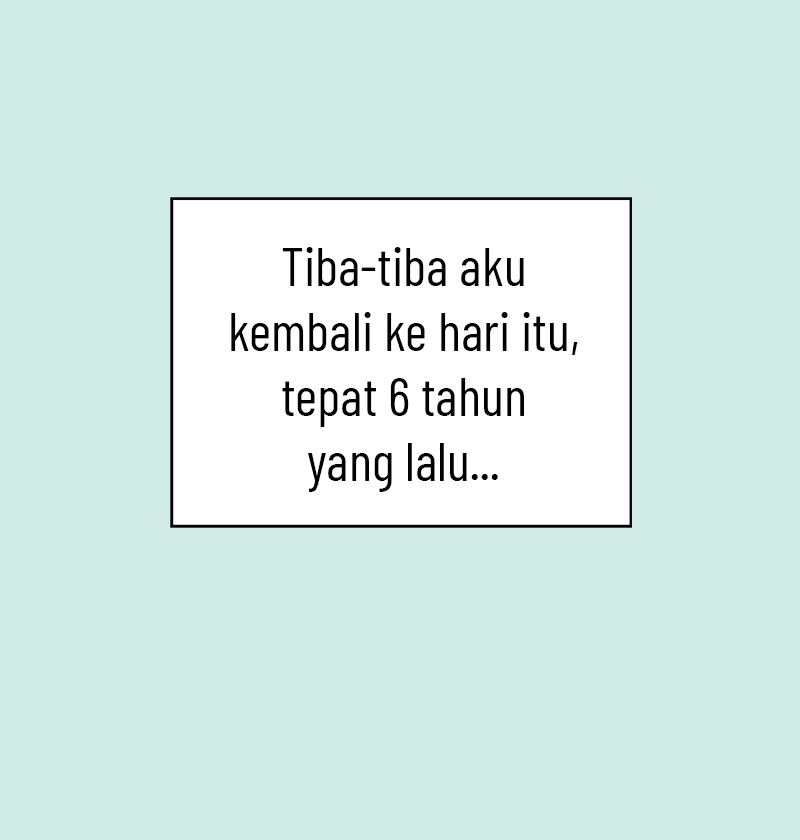 Tiba-tiba aku
kembali ke hari itu,
tepat 6 tahun
yang lalu...